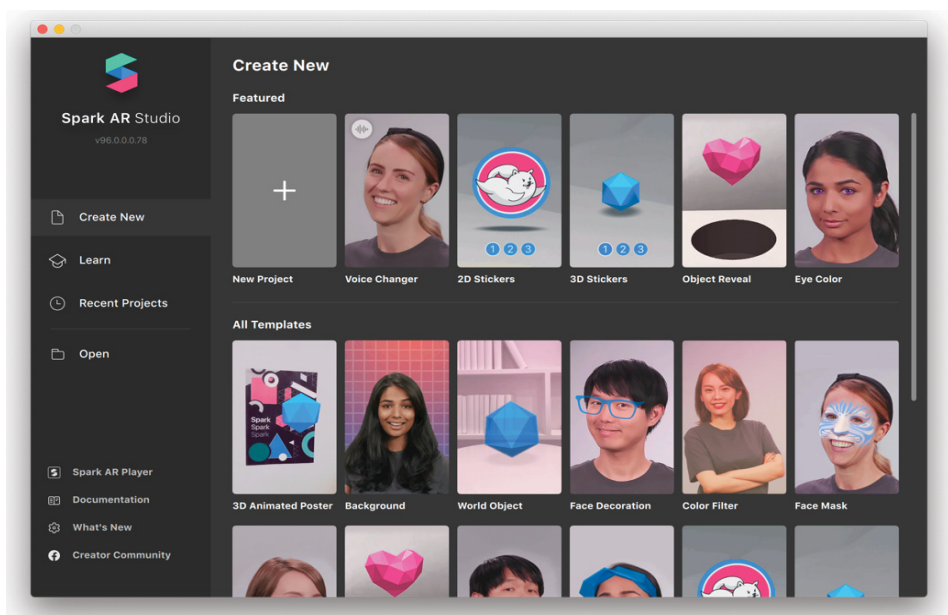 Spark AR Studio
v96.0.0.0.78
Create New
Learn
Recent Projects
Open
Spark AR Player
Documentation
What's New
Creator Community
Create New
Featured
1 2 3
1 2 3
New Project
Voice Changer
2D Stickers
3D Stickers
Object Reveal
Eye Color
All Templates
Spark
Spark
Spark
3D Animated Poster
Background
World Object
Face Decoration
Color Filter
Face Mask